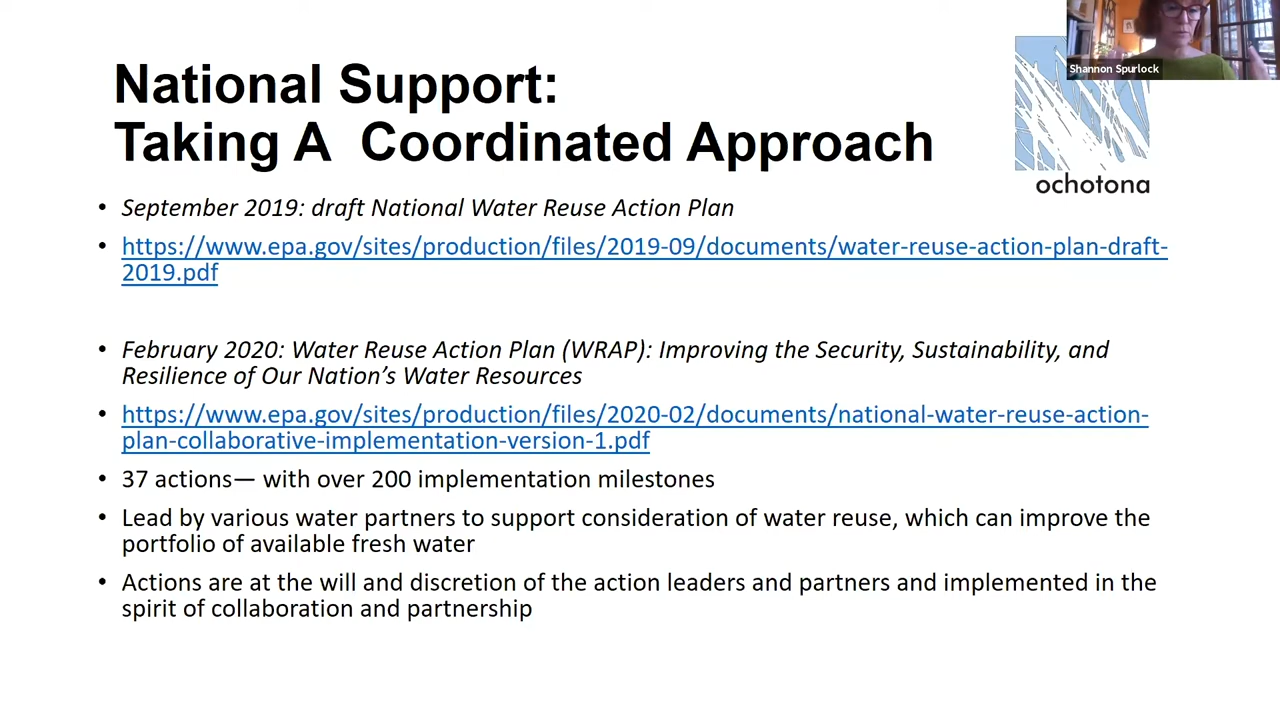 National Support:
Taking A  Coordinated Approach
Shannon Spurlock
ochotona
• September 2019: draft National Water Reuse Action Plan
• https://www.epa.gov/sites/production/files/2019-09/documents/water-reuse-action-plan-draft-
2019.pdf
• February 2020: Water Reuse Action Plan (WRAP): Improving the Security, Sustainability, and
Resilience of Our Nation’s Water Resources
• https://www.epa.gov/sites/production/files/2020-02/documents/national-water-reuse-action-
plan-collaborative-implementation-version-1.pdf
• 37 actions— with over 200 implementation milestones
• Lead by various water partners to support consideration of water reuse, which can improve the
portfolio of available fresh water
• Actions are at the will and discretion of the action leaders and partners and implemented in the
spirit of collaboration and partnership